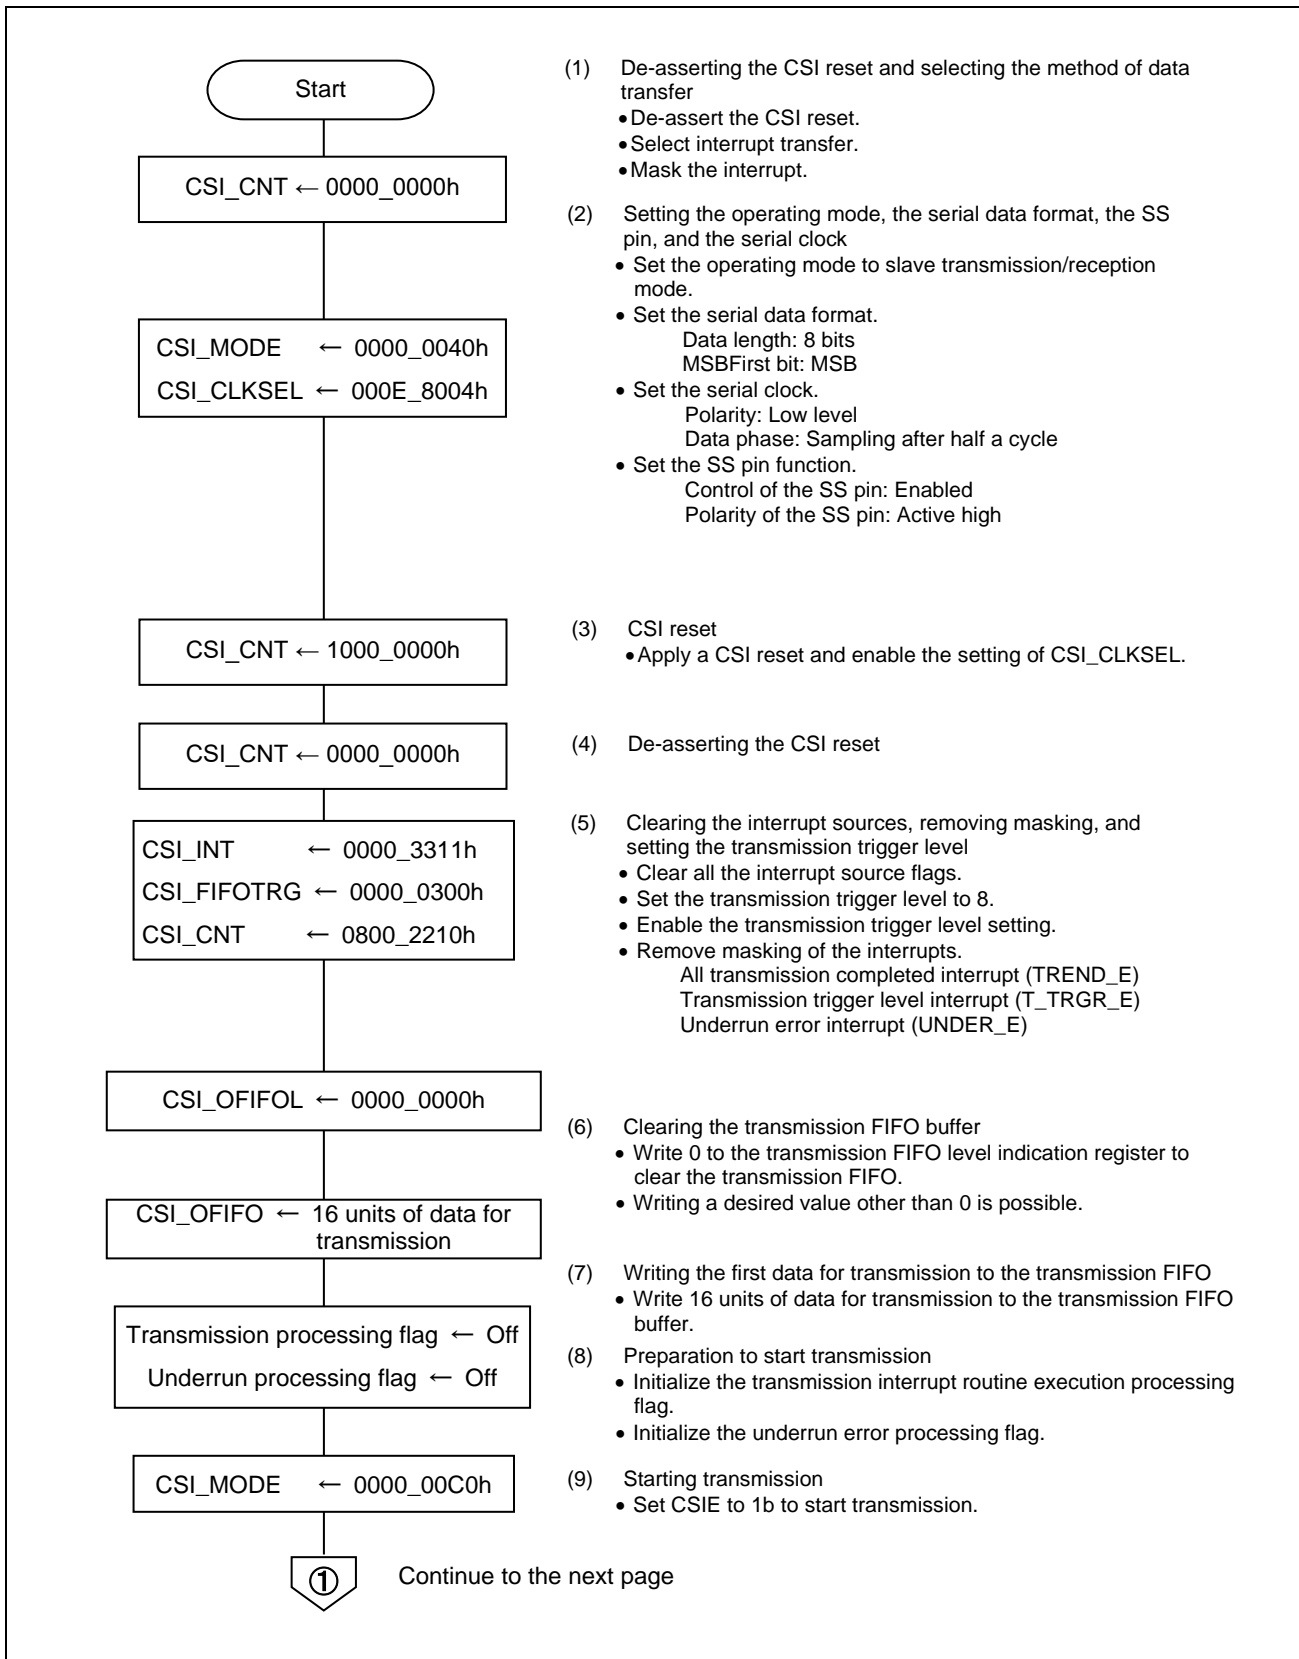 Start
CSI_CNT ← 0000_0000h
CSI_MODE ← 0000_0040h
CSI_CLKSEL ← 000E_8004h
CSI_CNT ← 1000_0000h
CSI_CNT ← 0000_0000h
CSI_INT ← 0000_3311h
CSI_FIFOTRG ← 0000_0300h
CSI_CNT ← 0800_2210h
CSI_OFIFOL ← 0000_0000h
CSI_OFIFO ← 16 units of data for
transmission
Transmission processing flag ← Off
Underrun processing flag ← Off
CSI_MODE ← 0000_00C0h
① Continue to the next page
(1) De-asserting the CSI reset and selecting the method of data
transfer
• De-assert the CSI reset.
• Select interrupt transfer.
• Mask the interrupt.
(2) Setting the operating mode, the serial data format, the SS
pin, and the serial clock
• Set the operating mode to slave transmission/reception
mode.
• Set the serial data format.
Data length: 8 bits
MSBFirst bit: MSB
• Set the serial clock.
Polarity: Low level
Data phase: Sampling after half a cycle
• Set the SS pin function.
Control of the SS pin: Enabled
Polarity of the SS pin: Active high
(3) CSI reset
• Apply a CSI reset and enable the setting of CSI_CLKSEL.
(4) De-asserting the CSI reset
(5) Clearing the interrupt sources, removing masking, and
setting the transmission trigger level
• Clear all the interrupt source flags.
• Set the transmission trigger level to 8.
• Enable the transmission trigger level setting.
• Remove masking of the interrupts.
All transmission completed interrupt (TREND_E)
Transmission trigger level interrupt (T_TRGR_E)
Underrun error interrupt (UNDER_E)
(6) Clearing the transmission FIFO buffer
• Write 0 to the transmission FIFO level indication register to
clear the transmission FIFO.
• Writing a desired value other than 0 is possible.
(7) Writing the first data for transmission to the transmission FIFO
• Write 16 units of data for transmission to the transmission FIFO
buffer.
(8) Preparation to start transmission
• Initialize the transmission interrupt routine execution processing
flag.
• Initialize the underrun error processing flag.
(9) Starting transmission
• Set CSIE to 1b to start transmission.